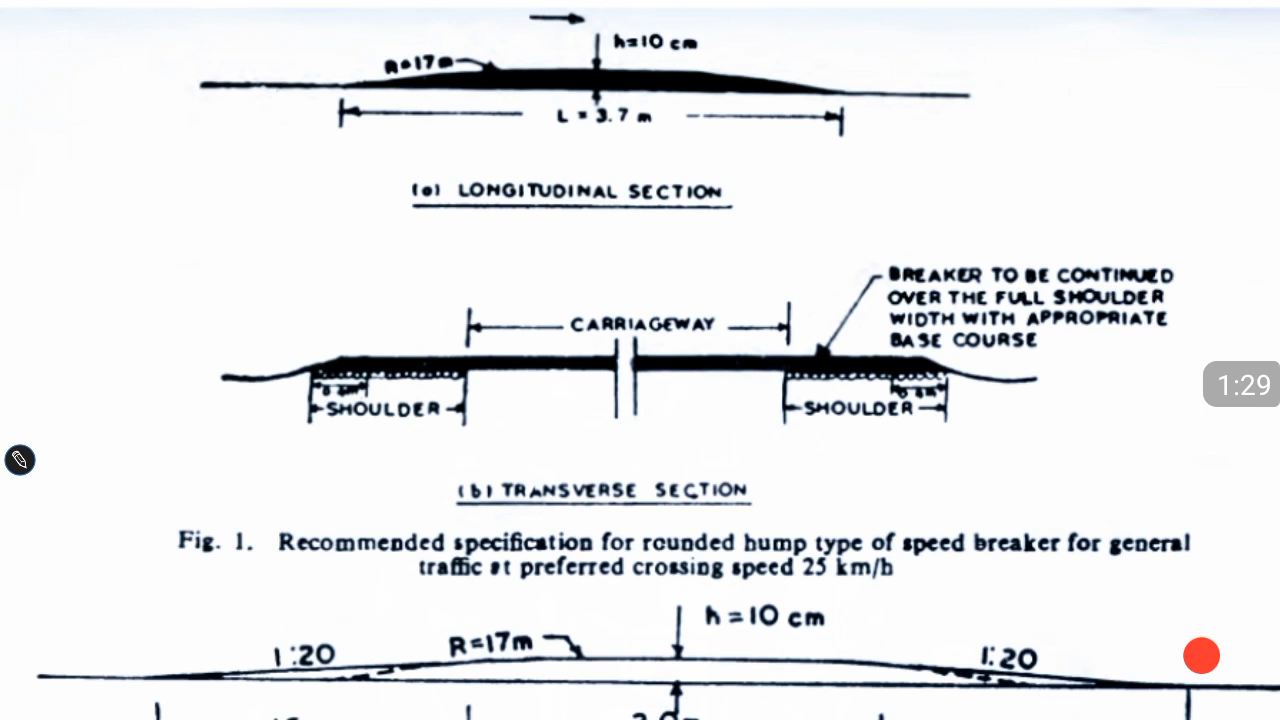 h=10 cm
R=17m
L = 3.7 m
(a) LONGITUDINAL SECTION
BREAKER TO BE CONTINUED
OVER THE FULL SHOULDER
WIDTH WITH APPROPRIATE
BASE COURSE
CARRIAGEWAY
SHOULDER
SHOULDER
1:29
(b) TRANSVERSE SECTION
Fig. 1. Recommended specification for rounded hump type of speed breaker for general
traffic at preferred crossing speed 25 km/h
h = 10 cm
R=17m
1:20
1:20